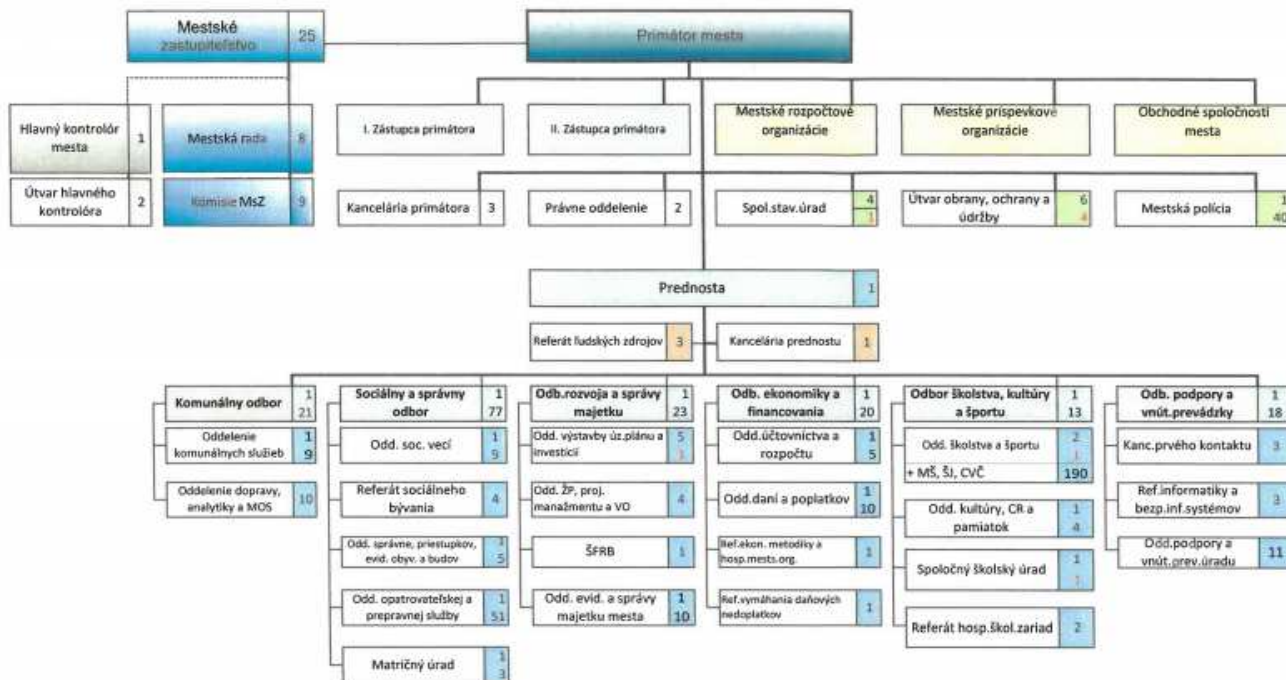 Mestské
zastupiteľstvo
25
Primátor mesta
Hlavný kontrolór
mesta
1
Mestská rada
8
I. Zástupca primátora
II. Zástupca primátora
Mestské rozpočtové
organizácie
Mestské príspevkové
organizácie
Obchodné spoločnosti
mesta
Útvar hlavného
kontrolóra
2
Komisie MsZ
9
Kancelária primátora
3
Právne oddelenie
2
Spol.stav.úrad
4
1
Útvar obrany, ochrany a
údržby
6
4
Mestská polícia
1
40
Prednosta
1
Referát ľudských zdrojov
3
Kancelária prednostu
1
Komunálny odbor
1
21
Oddelenie
komunálnych služieb
1
9
Oddelenie dopravy,
analytiky a MOS
10
Sociálny a správny
odbor
1
77
Odd. soc. vecí
1
9
Referát sociálneho
bývania
4
Odd. správne, priestupkov,
evid. obyv. a budov
5
Odd. opatrovateľskej a
prepravnej služby
1
51
Matričný úrad
1
3
Odb.rozvoja a správy
majetku
1
23
Odd. výstavby úz.plánu a
investícií
5
1
Odd. ŽP, proj.
manažmentu a VO
4
ŠFRB
1
Odd. evid. a správy
majetku mesta
1
10
Odb. ekonomiky a
financovania
1
20
Odd.účtovníctva a
rozpočtu
1
5
Odd.daní a poplatkov
1
10
Ref.ekon. metodiky a
hosp.mests.org.
1
Ref.vymáhania daňových
nedoplatkov
1
Odbor školstva, kultúry
a športu
1
13
Odd. školstva a športu
2
1
+ MŠ, ŠJ, CVČ
190
Odd. kultúry, CR a
pamiatok
1
4
Spoločný školský úrad
1
1
Referát hosp.škol.zariad
2
Odb. podpory a
vnút.prevádzky
1
18
Kanc.prvého kontaktu
3
Ref.informatiky a
bezp.inf.systémov
3
Odd.podpory a
vnút.prev.úradu
11